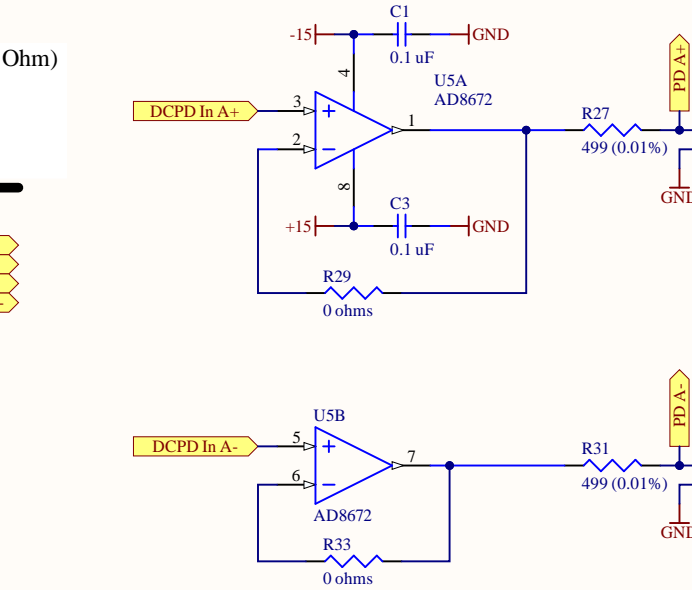 Ohm)
C1
-15
GND
0.1 uF
4
U5A
AD8672
DCPD In A+
3
+
1
2
−
8
PD A+
R27
499 (0.01%)
GND
C3
+15
GND
0.1 uF
R29
0 ohms
U5B
DCPD In A-
5
+
7
6
−
AD8672
R33
0 ohms
PD A-
R31
499 (0.01%)
GND